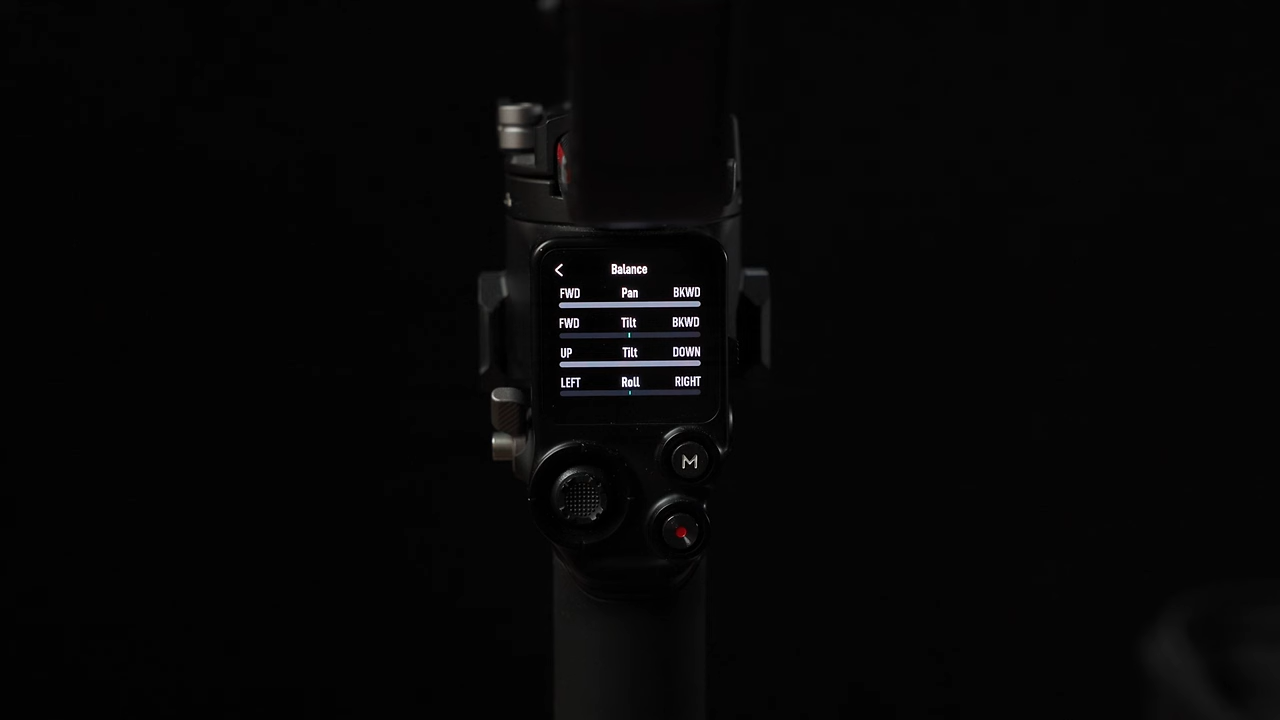 Balance
FWD Pan BKWD
FWD Tilt BKWD
UP Tilt DOWN
LEFT Roll RIGHT
M